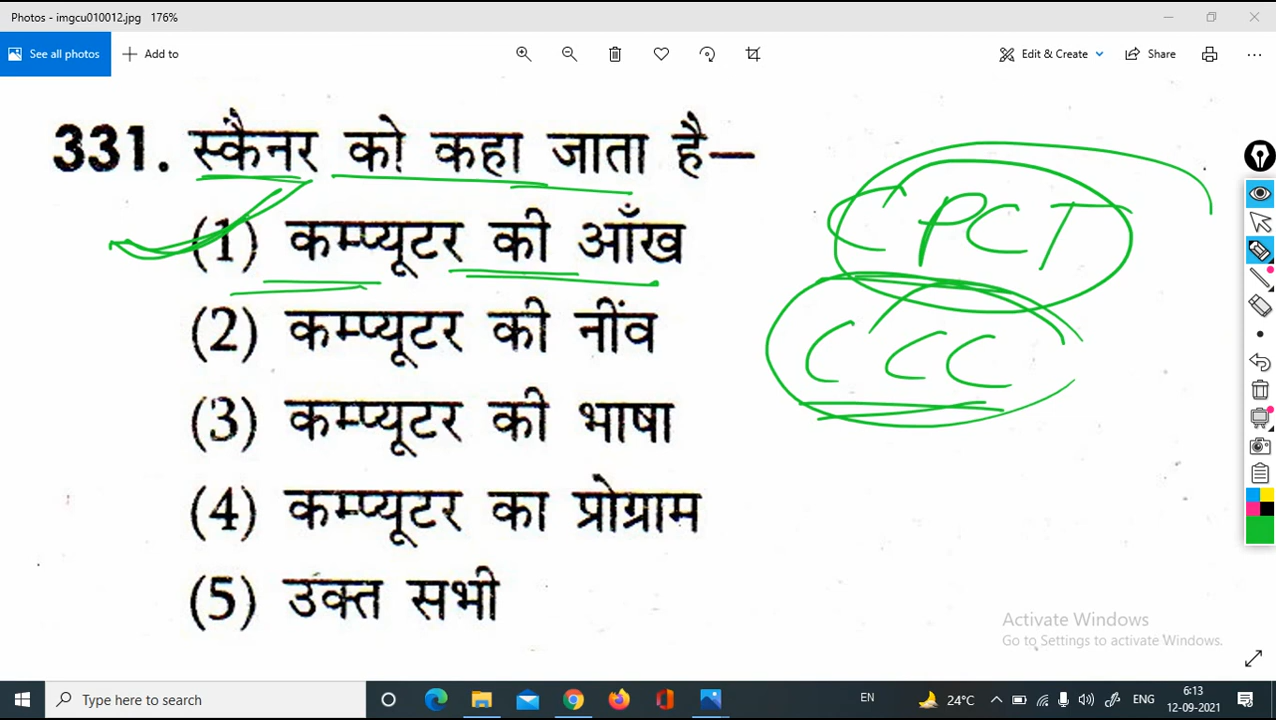 Photos - imgcu010012.jpg 176%
See all photos
Add to
Edit & Create
Share
331. स्कैनर को कहा जाता है—
(1) कम्प्यूटर की आँख
(2) कम्प्यूटर की नींव
(3) कम्प्यूटर की भाषा
(4) कम्प्यूटर का प्रोग्राम
(5) उक्त सभी
CPCT
CCC
Activate Windows
Go to Settings to activate Windows.
Type here to search
EN
24°C
ENG
6:13
12-09-2021